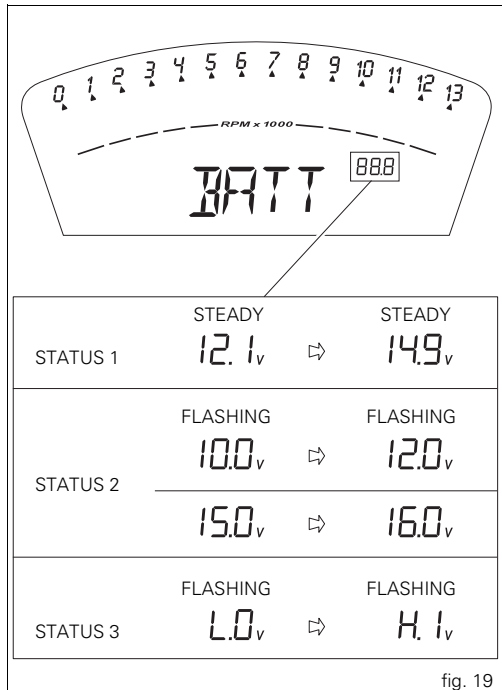 0 1 2 3 4 5 6 7 8 9 10 11 12 13
RPM x 1000
BATT 88.8
STEADY STEADY
STATUS 1 12.1v ⇨ 14.9v
FLASHING FLASHING
10.0v ⇨ 12.0v
STATUS 2
15.0v ⇨ 16.0v
FLASHING FLASHING
STATUS 3 L.0v ⇨ H.1v
fig. 19